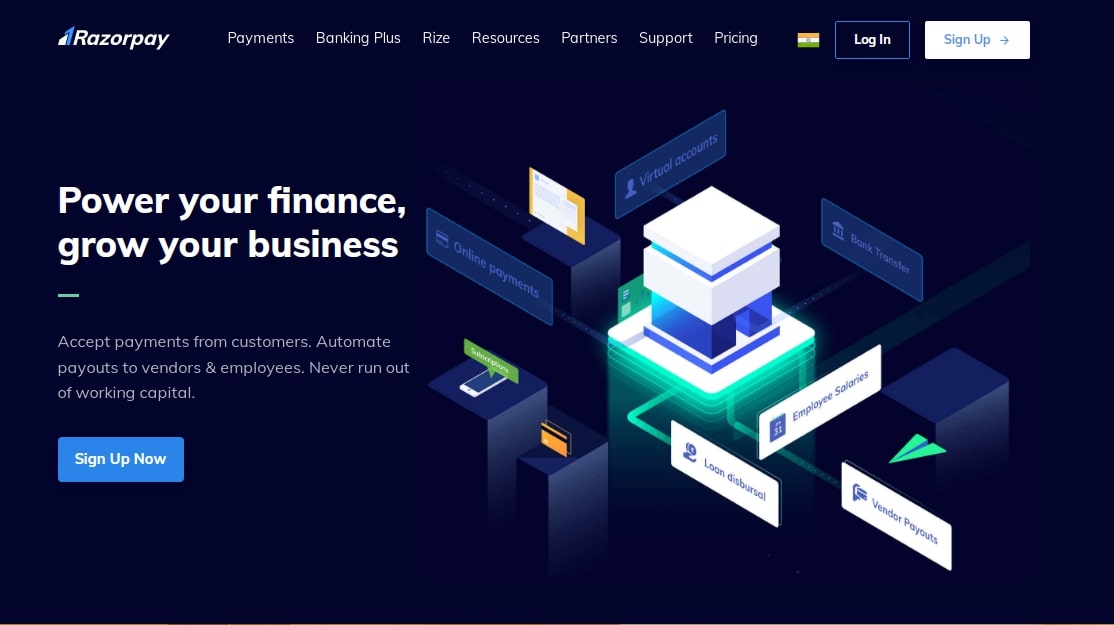 Razorpay
Payments
Banking Plus
Rize
Resources
Partners
Support
Pricing
Log In
Sign Up
Power your finance,
grow your business
Accept payments from customers. Automate
payouts to vendors & employees. Never run out
of working capital.
Sign Up Now
Virtual accounts
Online payments
Bank Transfer
Subscriptions
Employee Salaries
31
Loan disbursal
Vendor Payouts